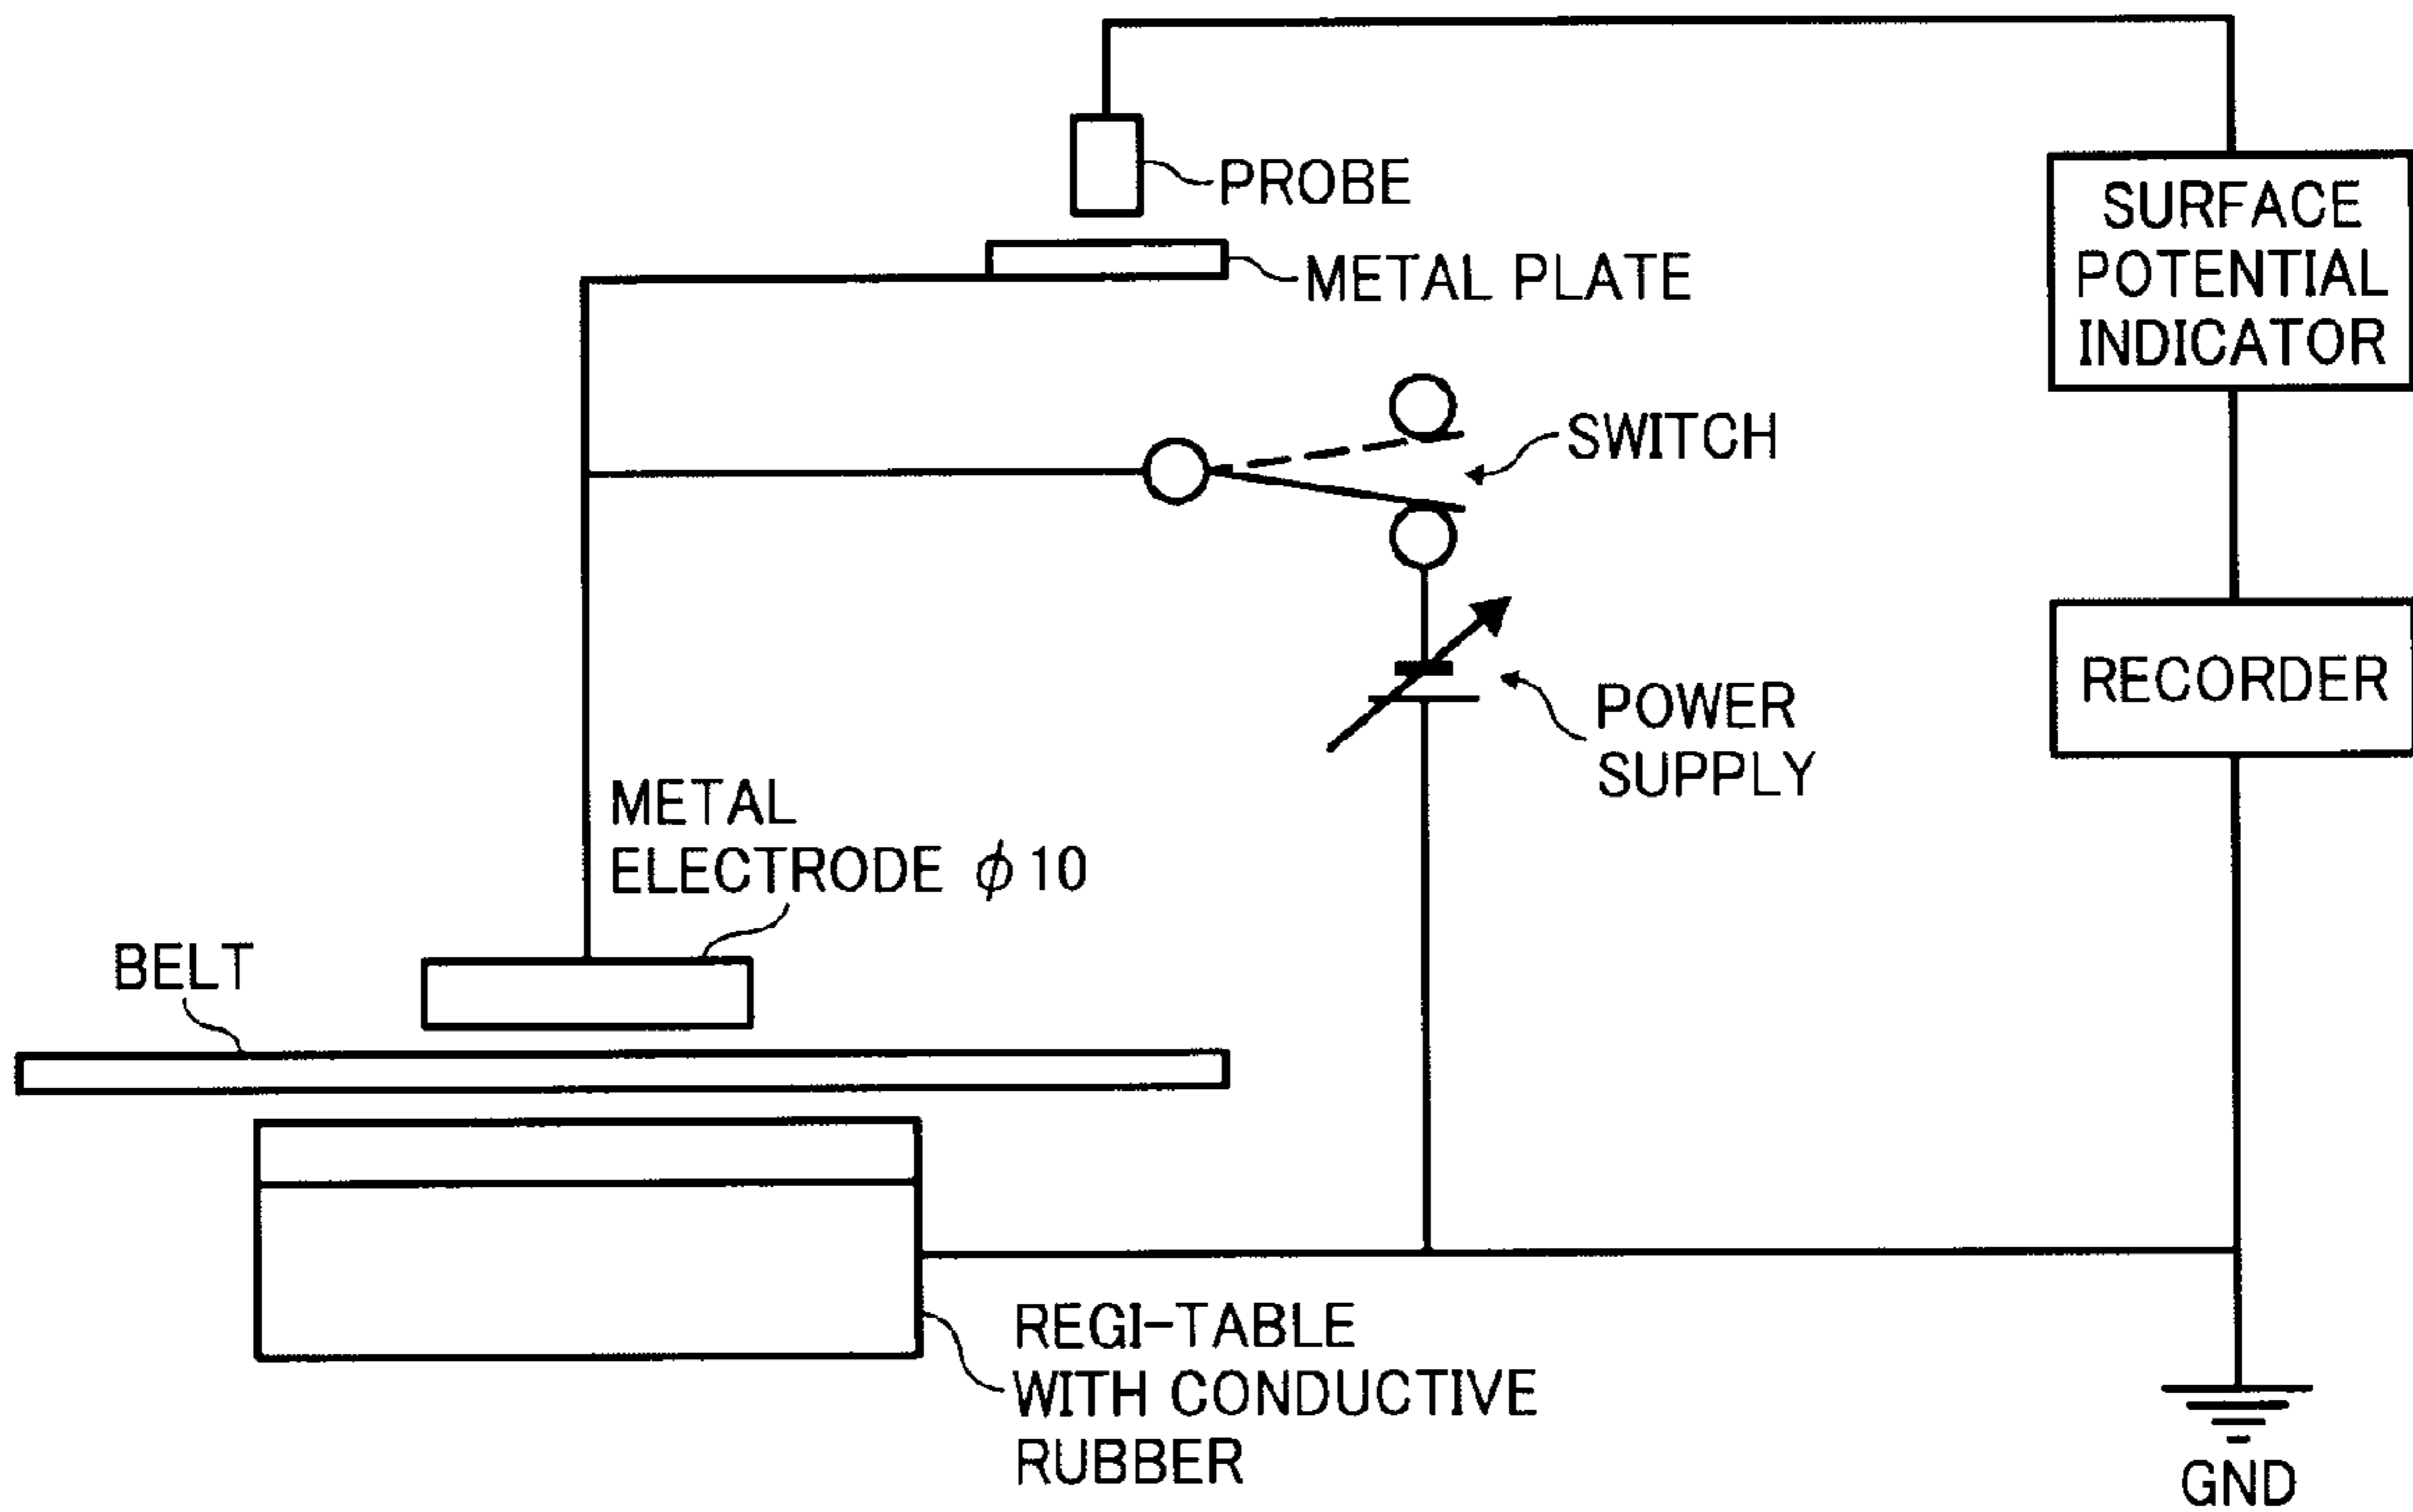 PROBE
METAL PLATE
SURFACE
POTENTIAL
INDICATOR
SWITCH
RECORDER
POWER
SUPPLY
METAL
ELECTRODE ϕ10
BELT
REGI-TABLE
WITH CONDUCTIVE
RUBBER
GND